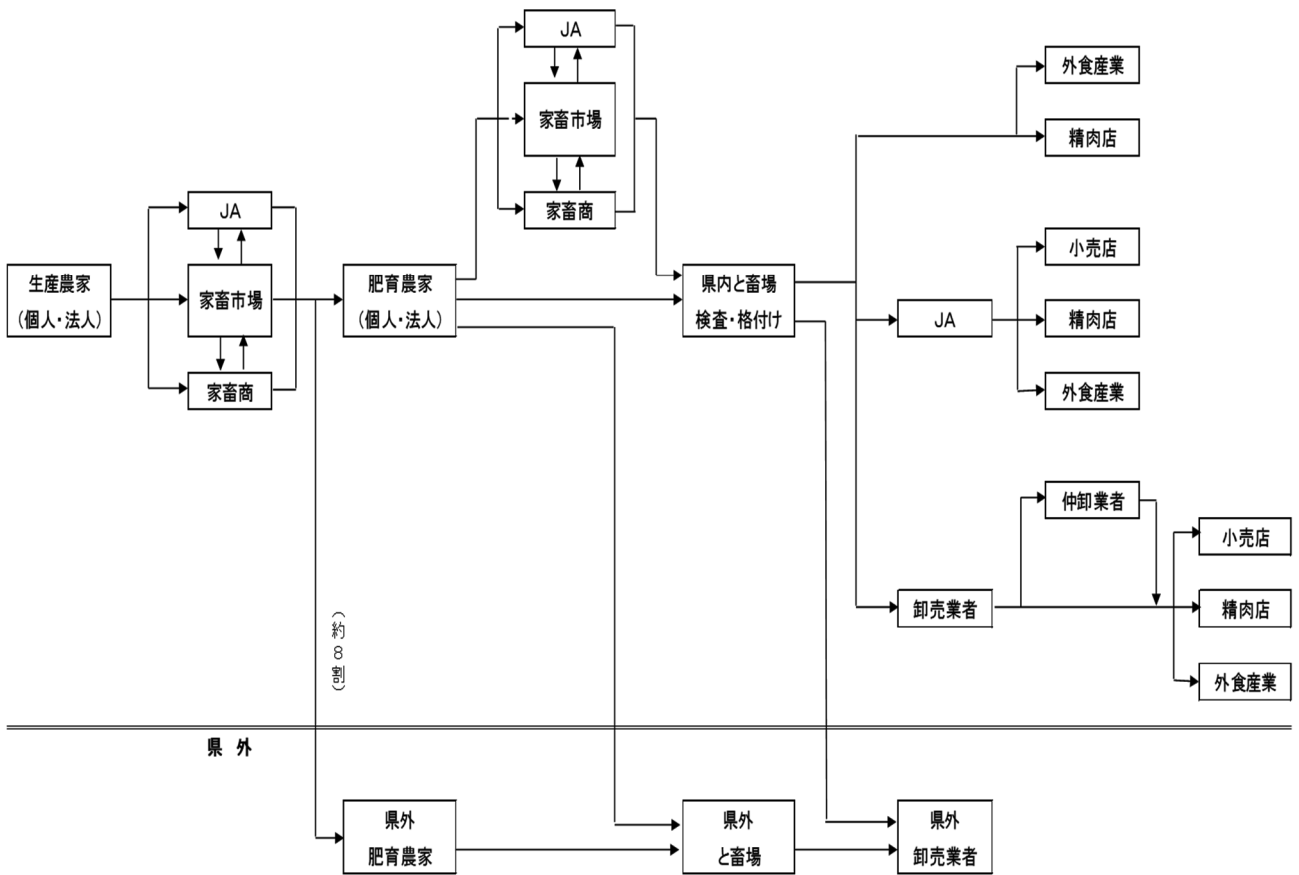 JA
家畜市場
家畜商
外食産業
精肉店
JA
家畜市場
家畜商
生産農家
（個人・法人）
肥育農家
（個人・法人）
県内と畜場
検査・格付け
JA
小売店
精肉店
外食産業
仲卸業者
卸売業者
小売店
精肉店
外食産業
（約８割）
県 外
県外
肥育農家
県外
と畜場
県外
卸売業者